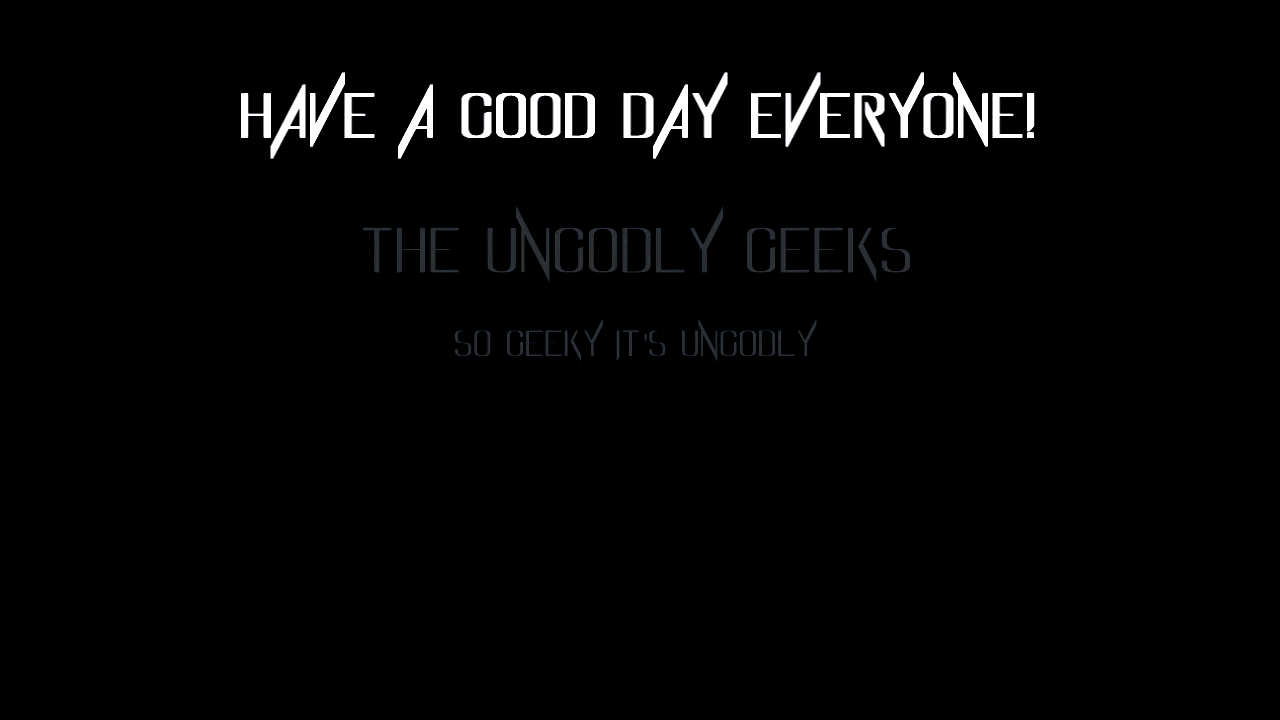 HAVE A GOOD DAY EVERYONE!
THE UNGODLY GEEKS
SO GEEKY IT'S UNGODLY